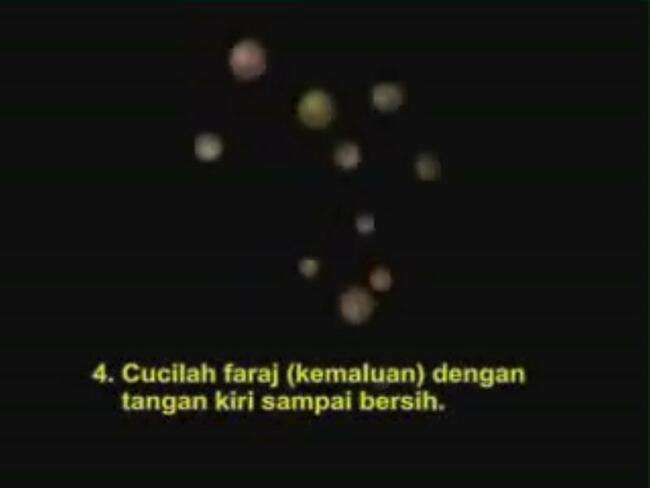 4. Cucilah faraj (kemaluan) dengan
tangan kiri sampai bersih.